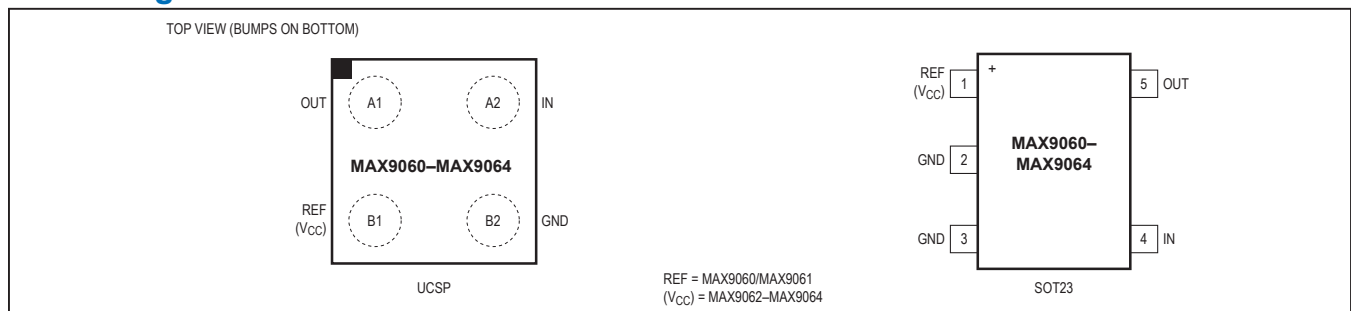 TOP VIEW (BUMPS ON BOTTOM)
OUT
A1
A2
IN
MAX9060–MAX9064
REF
(VCC)
B1
B2
GND
UCSP
REF = MAX9060/MAX9061
(VCC) = MAX9062–MAX9064
REF
(VCC)
1
+
5
OUT
GND
2
MAX9060–
MAX9064
GND
3
4
IN
SOT23